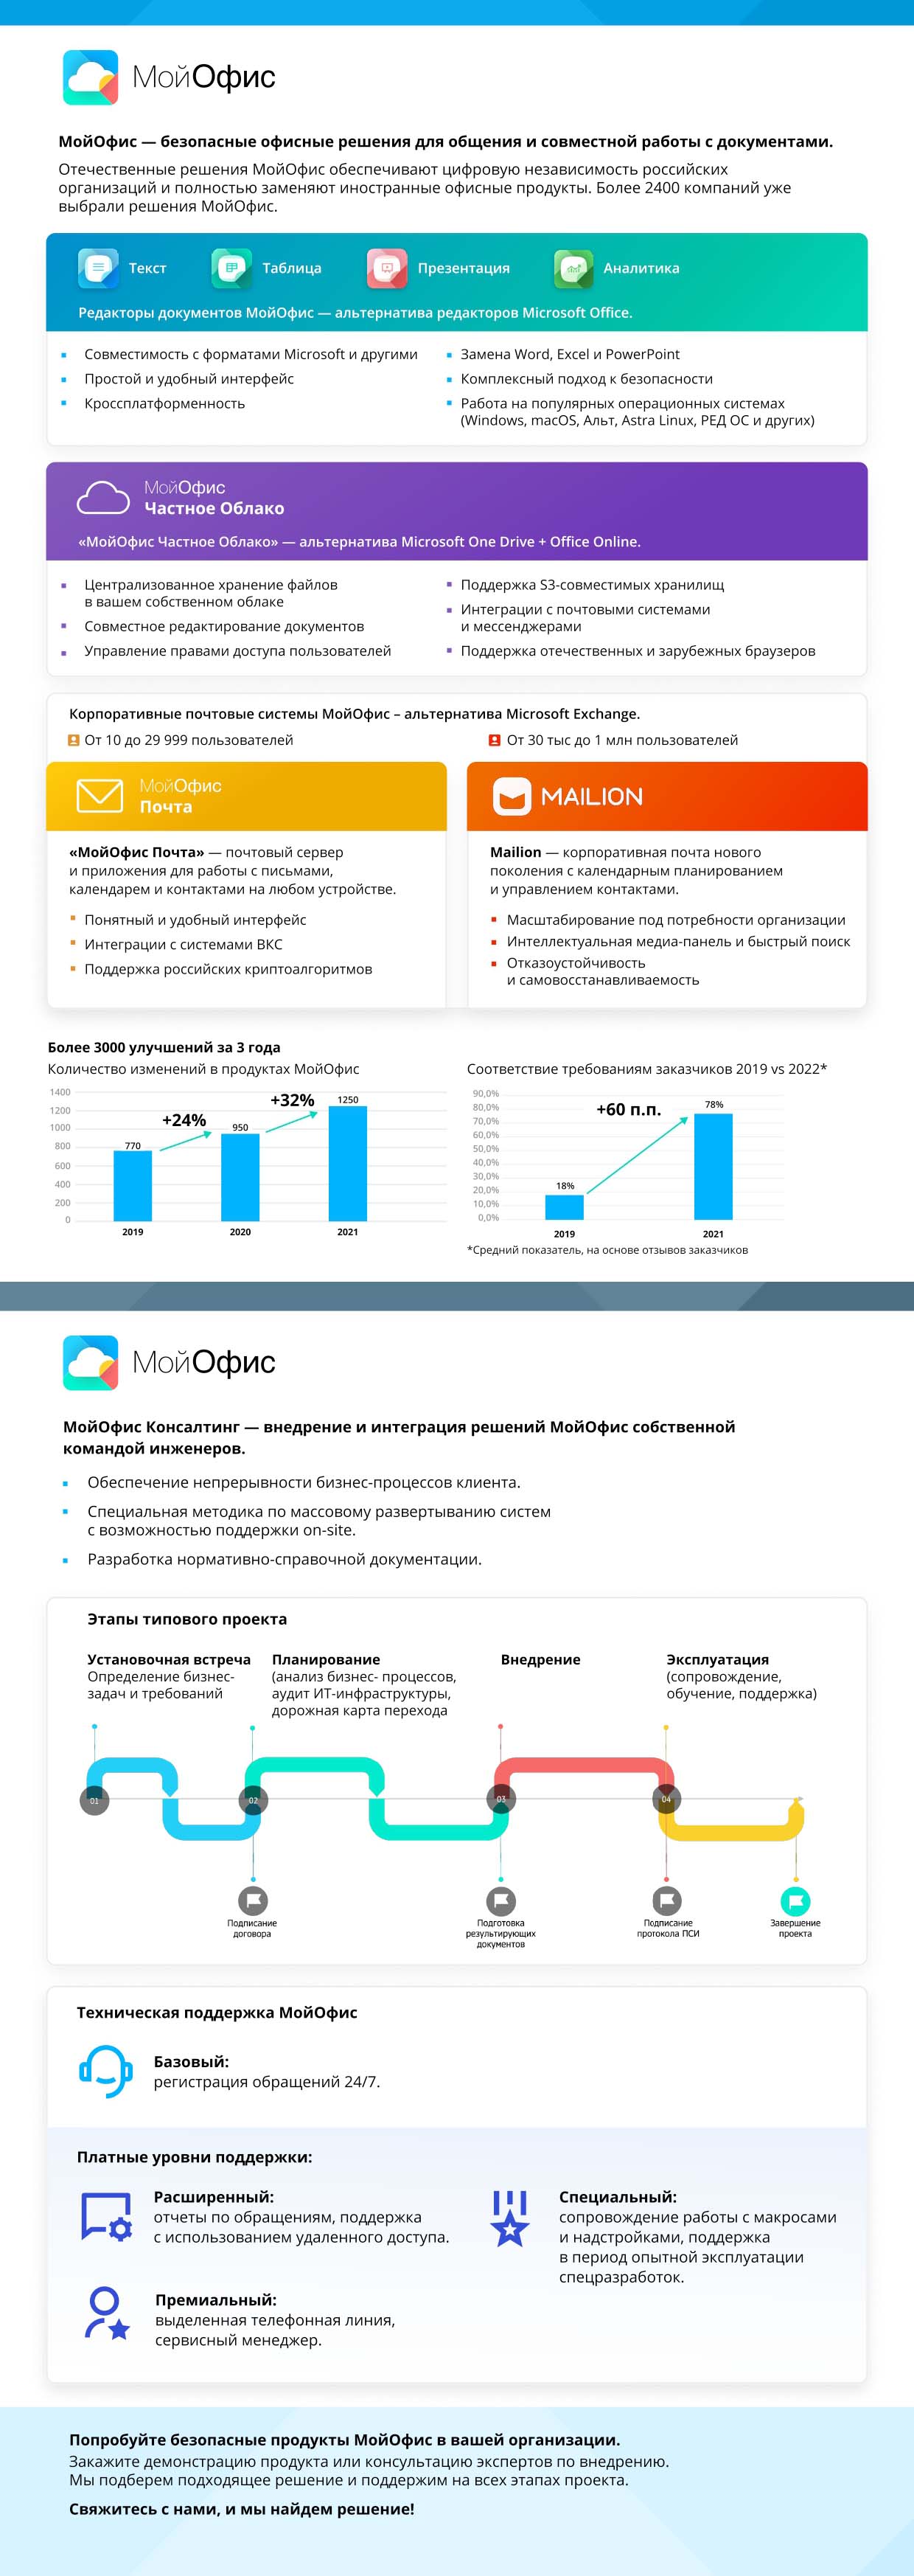 МойОфис
МойОфис — безопасные офисные решения для общения и совместной работы с документами.
Отечественные решения МойОфис обеспечивают цифровую независимость российских
организаций и полностью заменяют иностранные офисные продукты. Более 2400 компаний уже
выбрали решения МойОфис.
Текст
Таблица
Презентация
Аналитика
Редакторы документов МойОфис — альтернатива редакторов Microsoft Office.
Совместимость с форматами Microsoft и другими
Простой и удобный интерфейс
Кроссплатформенность
Замена Word, Excel и PowerPoint
Комплексный подход к безопасности
Работа на популярных операционных системах
(Windows, macOS, Альт, Astra Linux, РЕД ОС и других)
МойОфис
Частное Облако
«МойОфис Частное Облако» — альтернатива Microsoft One Drive + Office Online.
Централизованное хранение файлов
в вашем собственном облаке
Совместное редактирование документов
Управление правами доступа пользователей
Поддержка S3-совместимых хранилищ
Интеграции с почтовыми системами
и мессенджерами
Поддержка отечественных и зарубежных браузеров
Корпоративные почтовые системы МойОфис – альтернатива Microsoft Exchange.
От 10 до 29 999 пользователей
От 30 тыс до 1 млн пользователей
МойОфис
Почта
MAILION
«МойОфис Почта» — почтовый сервер
и приложения для работы с письмами,
календарем и контактами на любом устройстве.
Понятный и удобный интерфейс
Интеграции с системами ВКС
Поддержка российских криптоалгоритмов
Mailion — корпоративная почта нового
поколения с календарным планированием
и управлением контактами.
Масштабирование под потребности организации
Интеллектуальная медиа-панель и быстрый поиск
Отказоустойчивость
и самовосстанавливаемость
Более 3000 улучшений за 3 года
Количество изменений в продуктах МойОфис
1400
1200
1000
800
600
400
200
0
770
+24%
950
+32%
1250
2019
2020
2021
Соответствие требованиям заказчиков 2019 vs 2022*
90,0%
80,0%
70,0%
60,0%
50,0%
40,0%
30,0%
20,0%
10,0%
0,0%
18%
+60 п.п.
78%
2019
2021
*Средний показатель, на основе отзывов заказчиков
МойОфис
МойОфис Консалтинг — внедрение и интеграция решений МойОфис собственной
командой инженеров.
Обеспечение непрерывности бизнес-процессов клиента.
Специальная методика по массовому развертыванию систем
с возможностью поддержки on-site.
Разработка нормативно-справочной документации.
Этапы типового проекта
Установочная встреча
Определение бизнес-
задач и требований
Планирование
(анализ бизнес- процессов,
аудит ИТ-инфраструктуры,
дорожная карта перехода
Внедрение
Эксплуатация
(сопровождение,
обучение, поддержка)
01
02
03
04
Подписание
договора
Подготовка
результирующих
документов
Подписание
протокола ПСИ
Завершение
проекта
Техническая поддержка МойОфис
Базовый:
регистрация обращений 24/7.
Платные уровни поддержки:
Расширенный:
отчеты по обращениям, поддержка
с использованием удаленного доступа.
Специальный:
сопровождение работы с макросами
и надстройками, поддержка
в период опытной эксплуатации
спецразработок.
Премиальный:
выделенная телефонная линия,
сервисный менеджер.
Попробуйте безопасные продукты МойОфис в вашей организации.
Закажите демонстрацию продукта или консультацию экспертов по внедрению.
Мы подберем подходящее решение и поддержим на всех этапах проекта.
Свяжитесь с нами, и мы найдем решение!